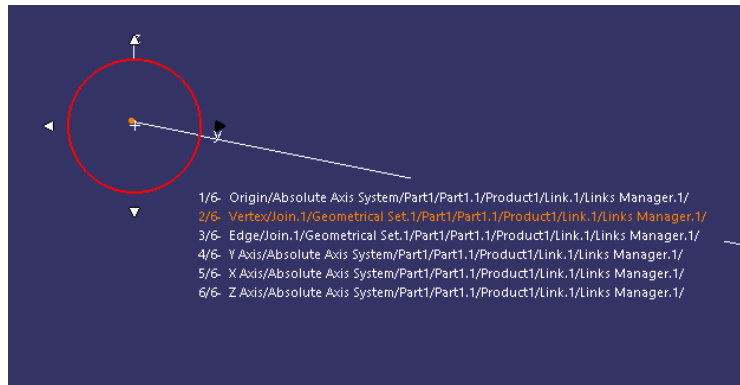 z
y
1/6- Origin/Absolute Axis System/Part1/Part1.1/Product1/Link.1/Links Manager.1/
2/6- Vertex/Join.1/Geometrical Set.1/Part1/Part1.1/Product1/Link.1/Links Manager.1/
3/6- Edge/Join.1/Geometrical Set.1/Part1/Part1.1/Product1/Link.1/Links Manager.1/
4/6- Y Axis/Absolute Axis System/Part1/Part1.1/Product1/Link.1/Links Manager.1/
5/6- X Axis/Absolute Axis System/Part1/Part1.1/Product1/Link.1/Links Manager.1/
6/6- Z Axis/Absolute Axis System/Part1/Part1.1/Product1/Link.1/Links Manager.1/